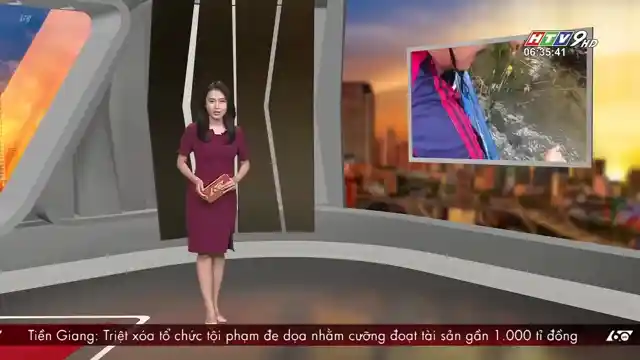 HTV9 HD
06:35:41
Tiền Giang: Triệt xóa tổ chức tội phạm đe dọa nhằm cưỡng đoạt tài sản gần 1.000 tỉ đồng